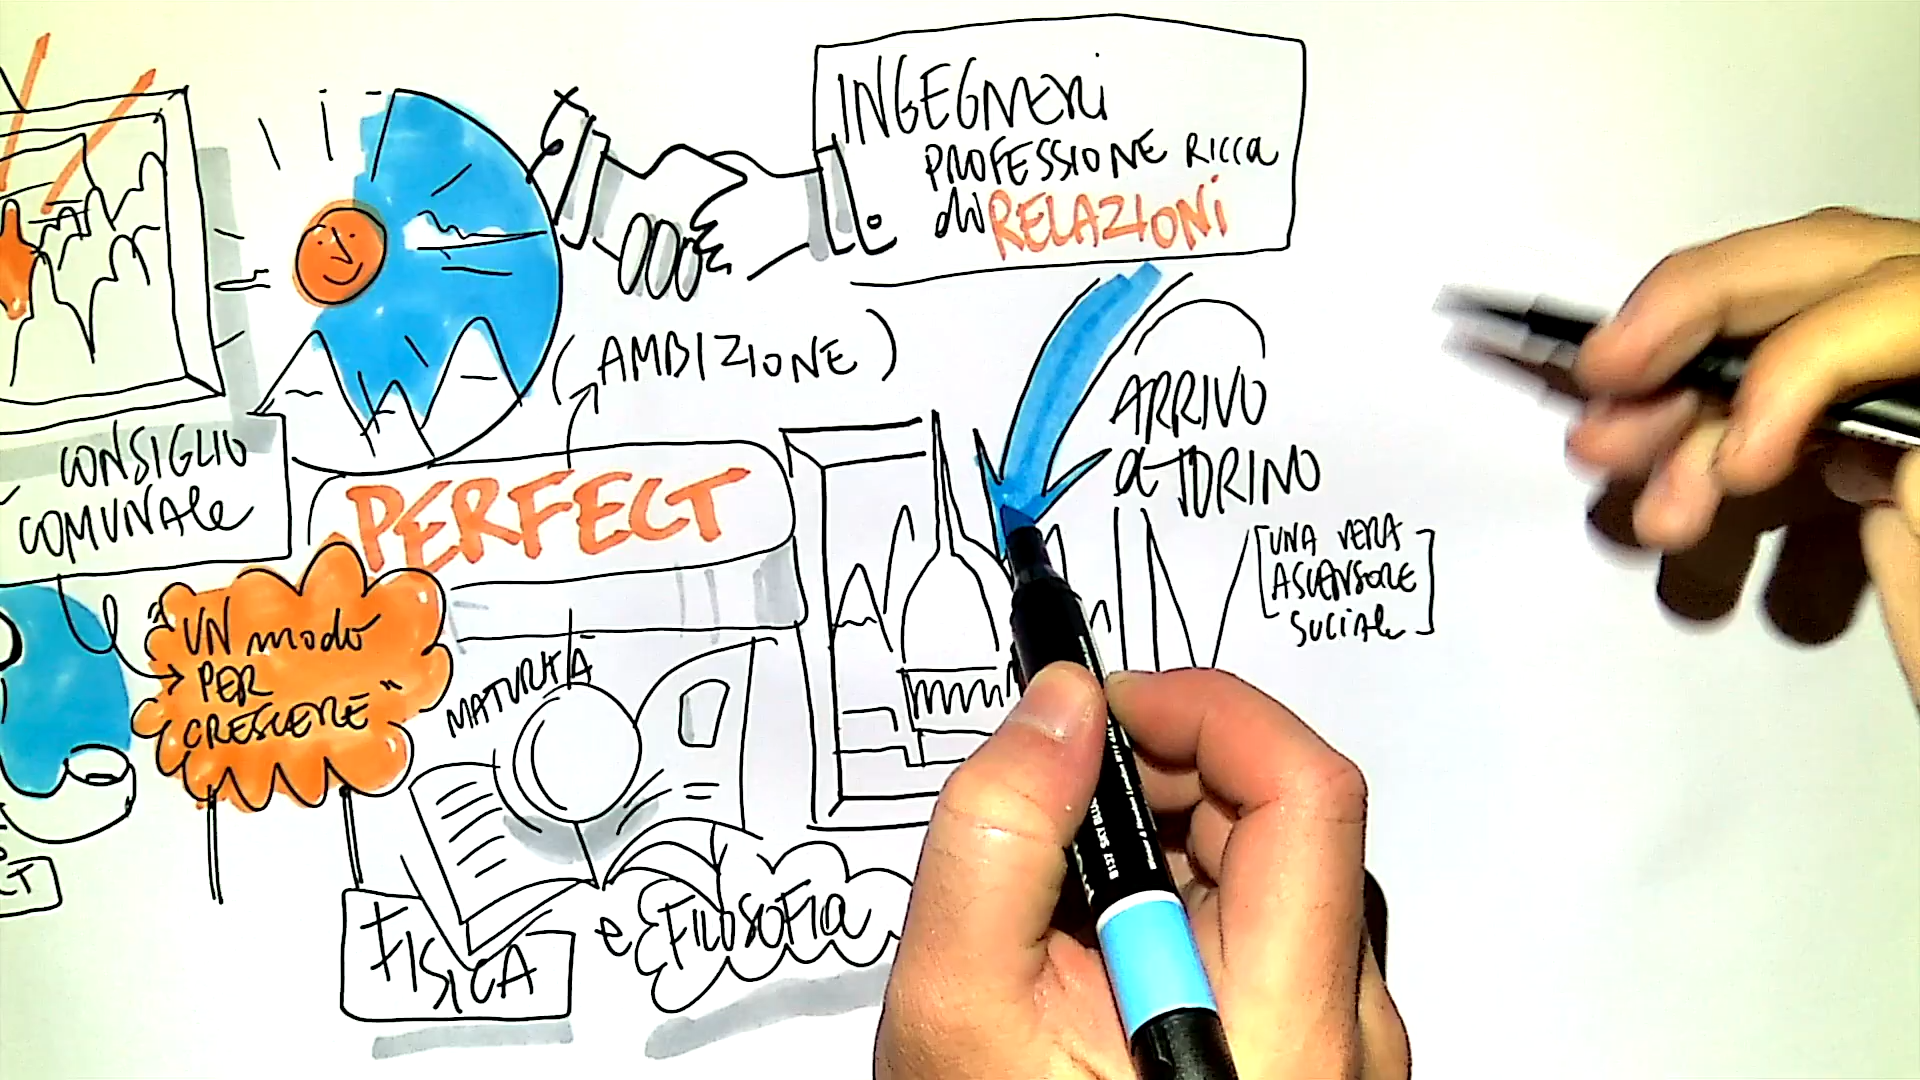 INGEGNERI
PROFESSIONE RICCA
di RELAZIONI
(AMBIZIONE)
ARRIVO
a TORINO
[UNA VERA
ASCENSORE
SOCIALE]
CONSIGLIO
COMUNALE
PERFECT
"UN modo
PER
CRESCERE"
MATURITÀ
FISICA e FILOSOFIA